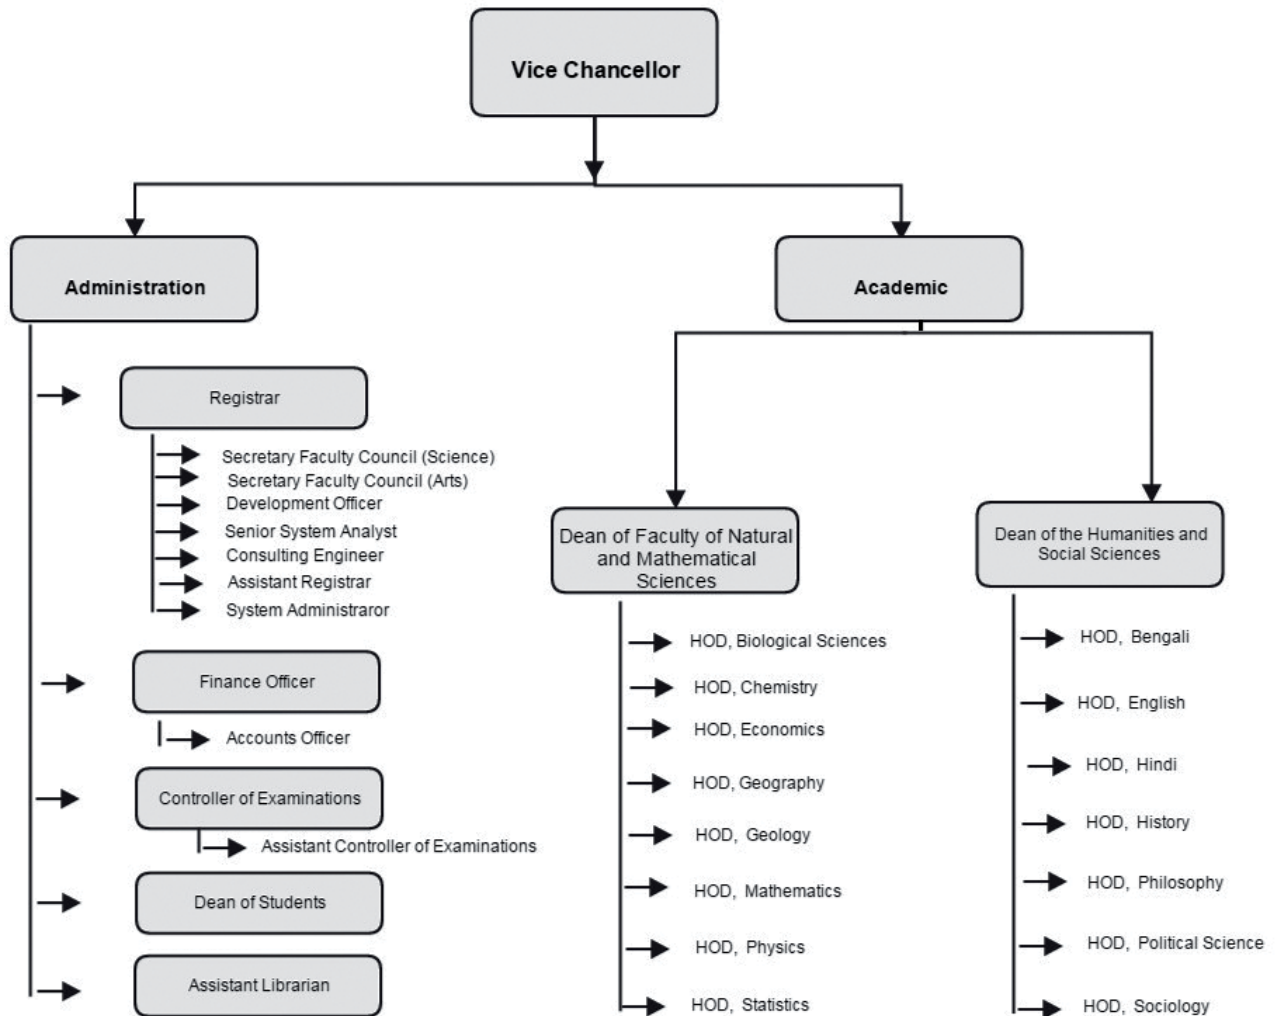 Vice Chancellor
Administration
Academic
Registrar
Secretary Faculty Council (Science)
Secretary Faculty Council (Arts)
Development Officer
Senior System Analyst
Consulting Engineer
Assistant Registrar
System Administraror
Finance Officer
Accounts Officer
Controller of Examinations
Assistant Controller of Examinations
Dean of Students
Assistant Librarian
Dean of Faculty of Natural
and Mathematical
Sciences
HOD, Biological Sciences
HOD, Chemistry
HOD, Economics
HOD, Geography
HOD, Geology
HOD, Mathematics
HOD, Physics
HOD, Statistics
Dean of the Humanities and
Social Sciences
HOD, Bengali
HOD, English
HOD, Hindi
HOD, History
HOD, Philosophy
HOD, Political Science
HOD, Sociology